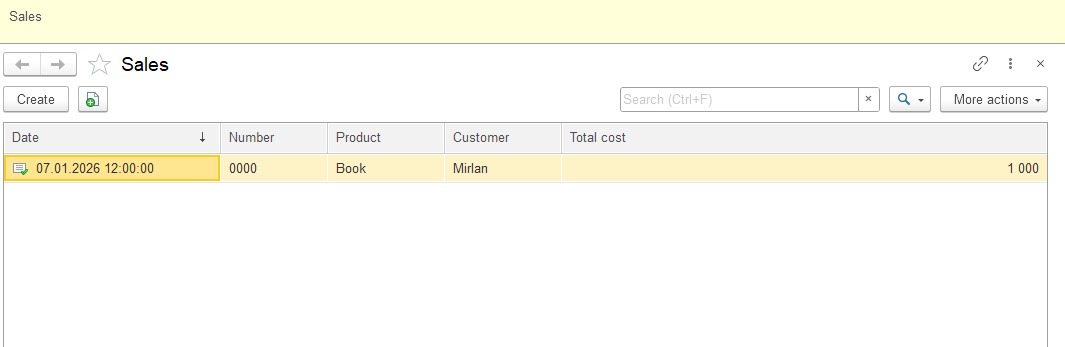 Sales
Sales
Create Search (Ctrl+F) × More actions
Date ↓ Number Product Customer Total cost
07.01.2026 12:00:00 0000 Book Mirlan 1 000